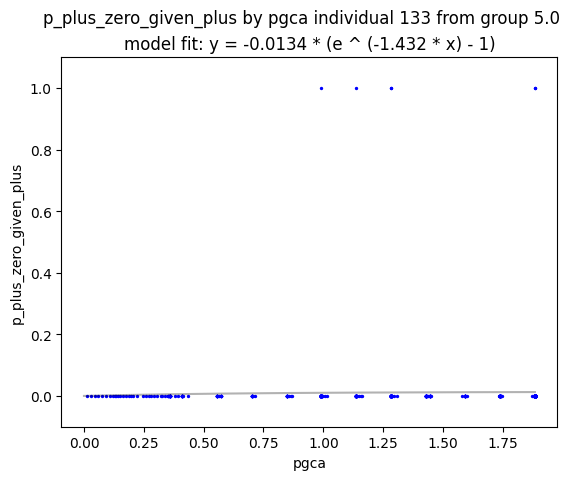 p_plus_zero_given_plus by pgca individual 133 from group 5.0
model fit: y = -0.0134 * (e ^ (-1.432 * x) - 1)
p_plus_zero_given_plus
1.0
0.8
0.6
0.4
0.2
0.0
0.00 0.25 0.50 0.75 1.00 1.25 1.50 1.75
pgca